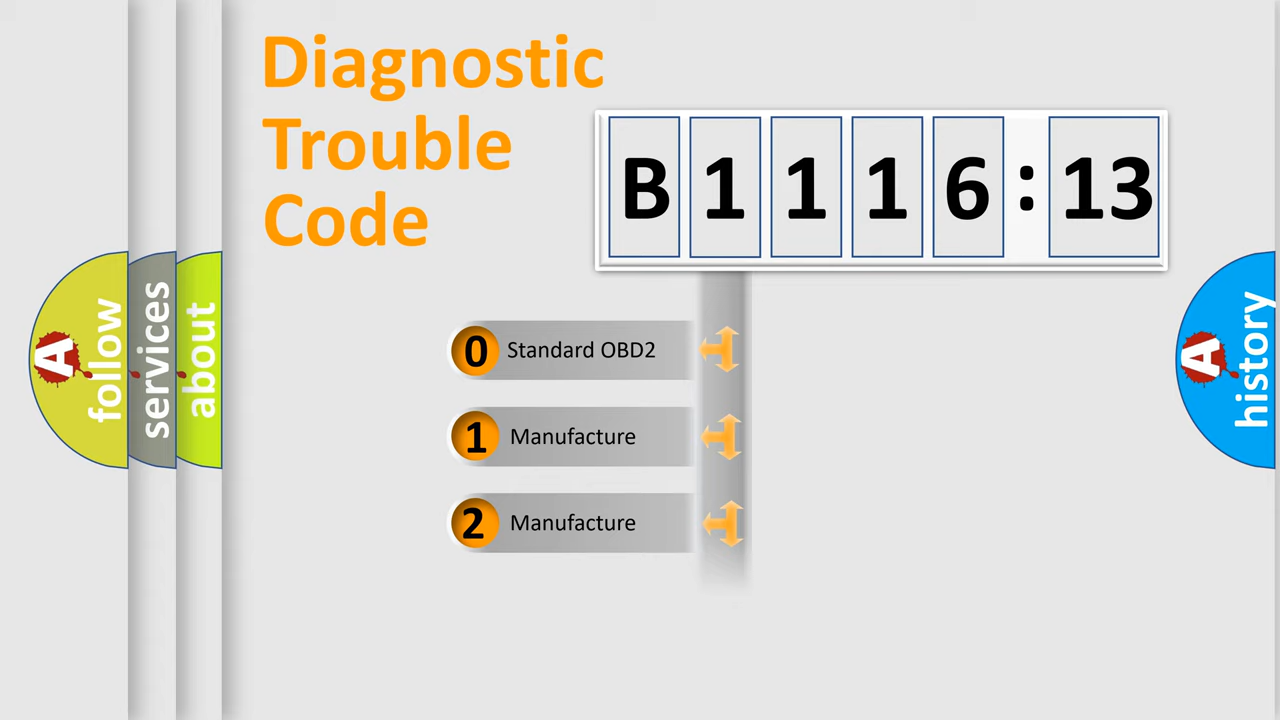 Diagnostic
Trouble
Code
B 1 1 1 6 : 13
0 Standard OBD2
1 Manufacture
2 Manufacture
A follow
services
about
A history